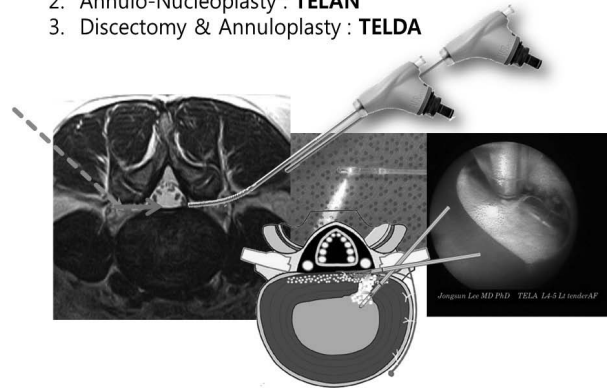 2. Annulo-Nucleoplasty : TELAN
3. Discectomy & Annuloplasty : TELDA
Jongsun Lee MD PhD TELA L4-5 Lt tenderAF